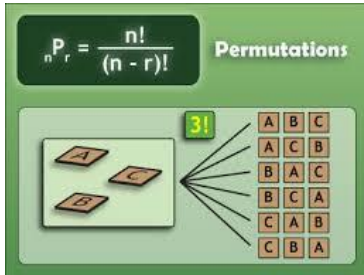 nPr = n! / (n - r)!
Permutations
3!
A
C
B
A B C
A C B
B A C
B C A
C A B
C B A